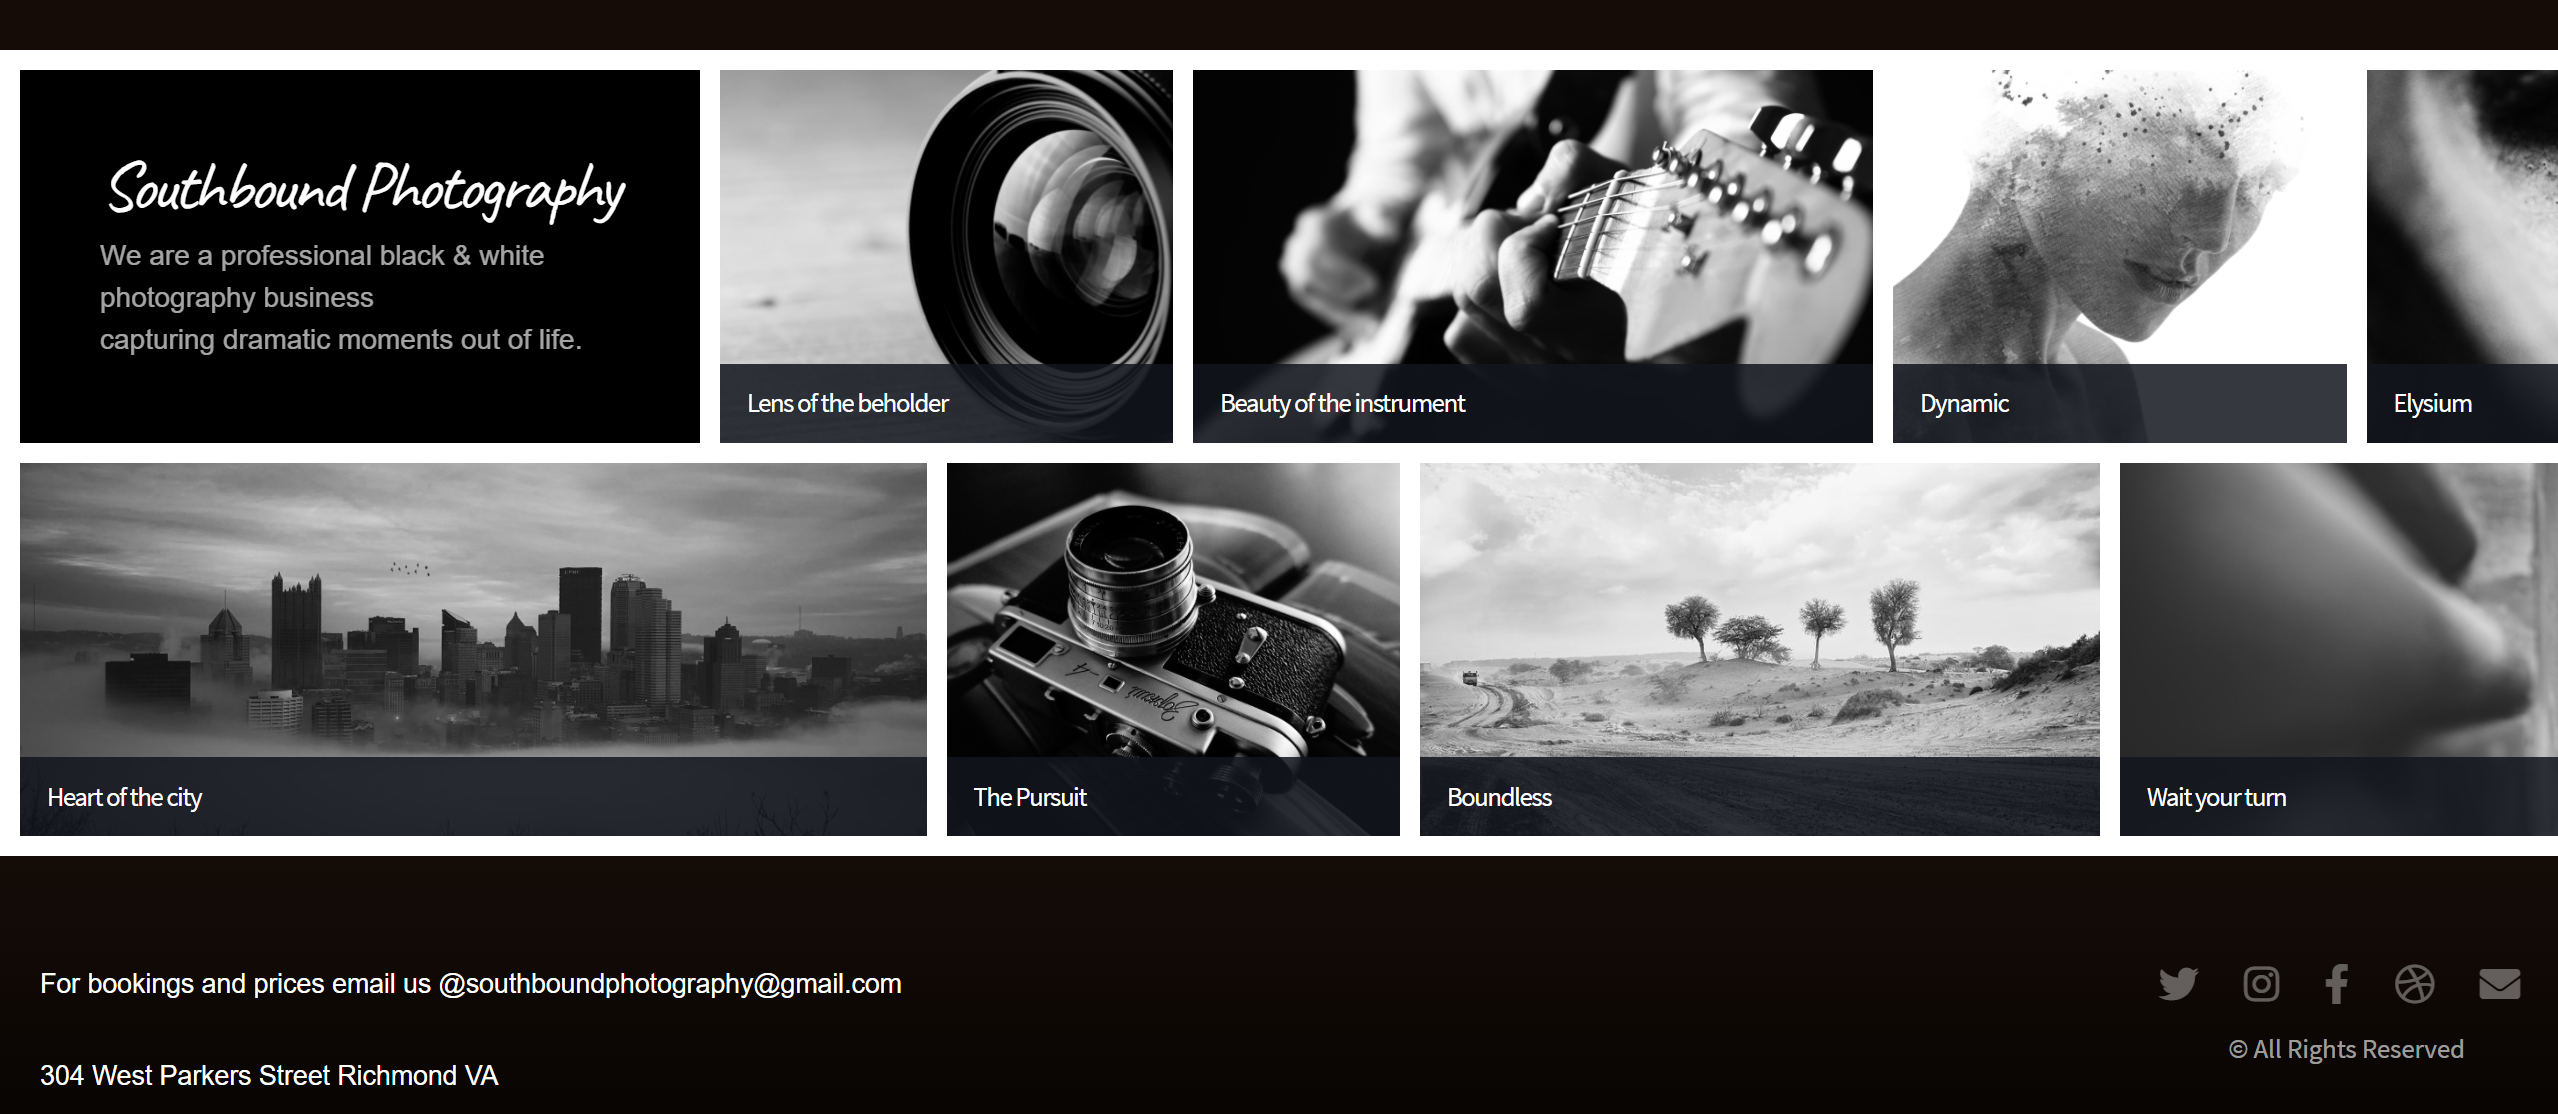 Southbound Photography
We are a professional black & white
photography business
capturing dramatic moments out of life.
Lens of the beholder
Beauty of the instrument
Dynamic
Elysium
Heart of the city
The Pursuit
Boundless
Wait your turn
For bookings and prices email us @southboundphotography@gmail.com
304 West Parkers Street Richmond VA
© All Rights Reserved